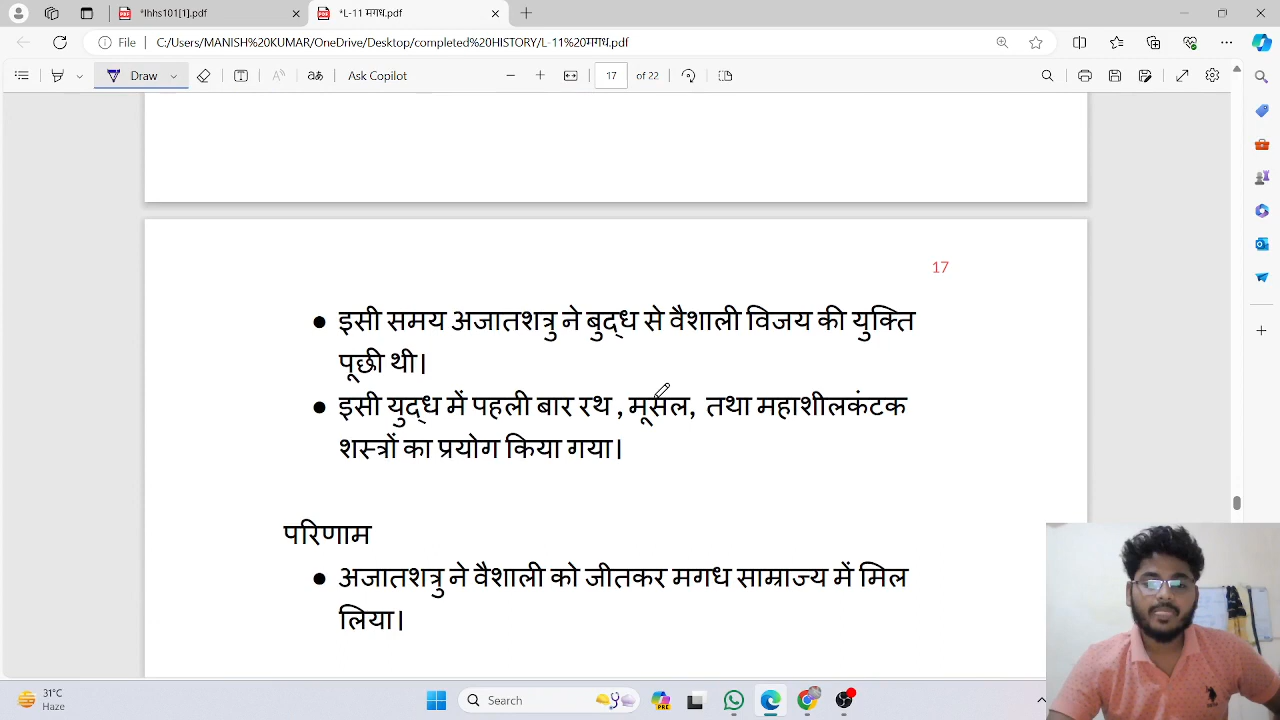 *lhhs101[1].pdf
*L-11 मगध.pdf
File C:/Users/MANISH%20KUMAR/OneDrive/Desktop/completed%20HISTORY/L-11%20मगध.pdf
Draw
Ask Copilot
17 of 22
17
● इसी समय अजातशत्रु ने बुद्ध से वैशाली विजय की युक्ति
पूछी थी।
● इसी युद्ध में पहली बार रथ , मूसल, तथा महाशीलकंटक
शस्त्रों का प्रयोग किया गया।
परिणाम
● अजातशत्रु ने वैशाली को जीतकर मगध साम्राज्य में मिल
लिया।
31°C
Haze
Search
PRE